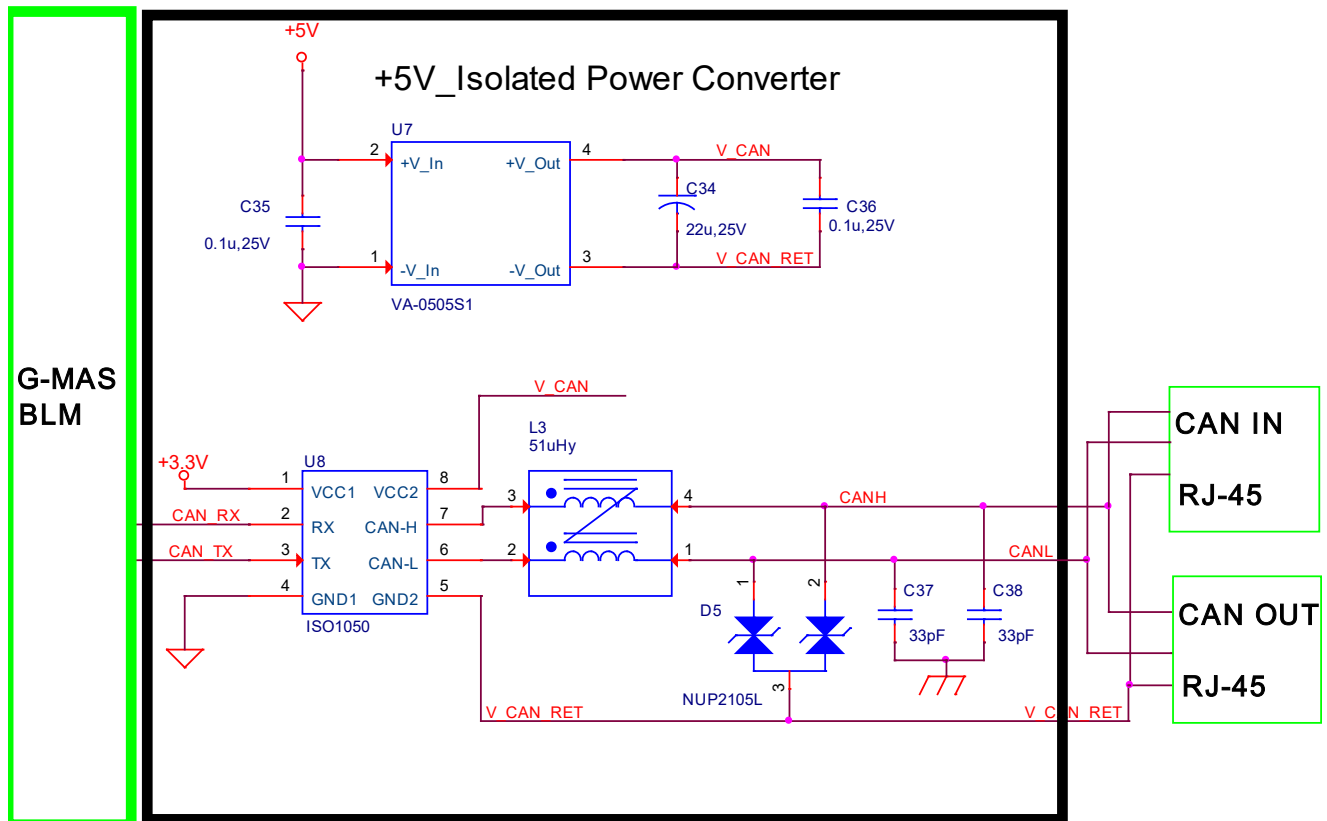 +5V
+5V_Isolated Power Converter
U7
2
+V_In
+V_Out
4
V_CAN
C35
0.1u,25V
C34
22u,25V
C36
0.1u,25V
1
-V_In
-V_Out
3
V_CAN_RET
VA-0505S1
G-MAS
BLM
V_CAN
L3
51uHy
+3.3V
U8
1
VCC1
VCC2
8
CAN_RX
2
RX
CAN-H
7
3
4
CANH
CAN_TX
3
TX
CAN-L
6
2
1
CANL
4
GND1
GND2
5
ISO1050
1
2
D5
C37
33pF
C38
33pF
3
NUP2105L
V_CAN_RET
V_CAN_RET
CAN IN
RJ-45
CAN OUT
RJ-45